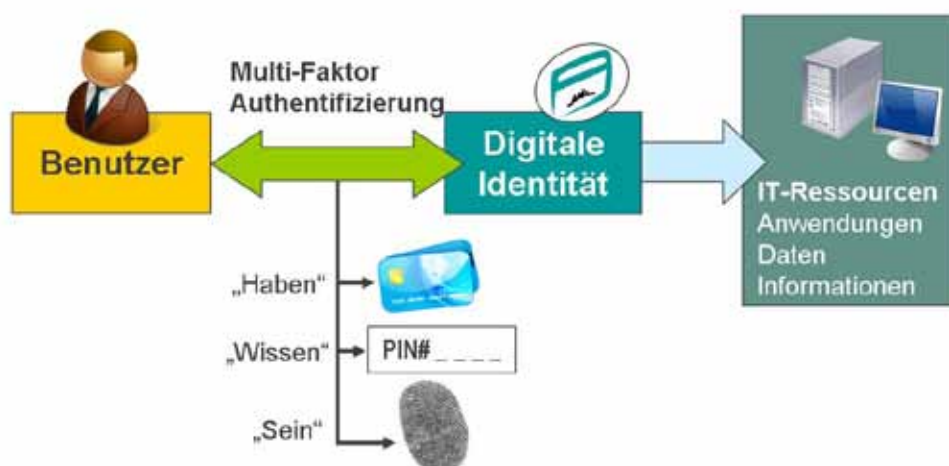 Benutzer
Multi-Faktor
Authentifizierung
Digitale
Identität
IT-Ressourcen
Anwendungen
Daten
Informationen
„Haben“
„Wissen“
PIN# _ _ _ _
„Sein“